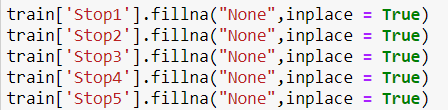 train['Stop1'].fillna("None",inplace = True)
train['Stop2'].fillna("None",inplace = True)
train['Stop3'].fillna("None",inplace = True)
train['Stop4'].fillna("None",inplace = True)
train['Stop5'].fillna("None",inplace = True)